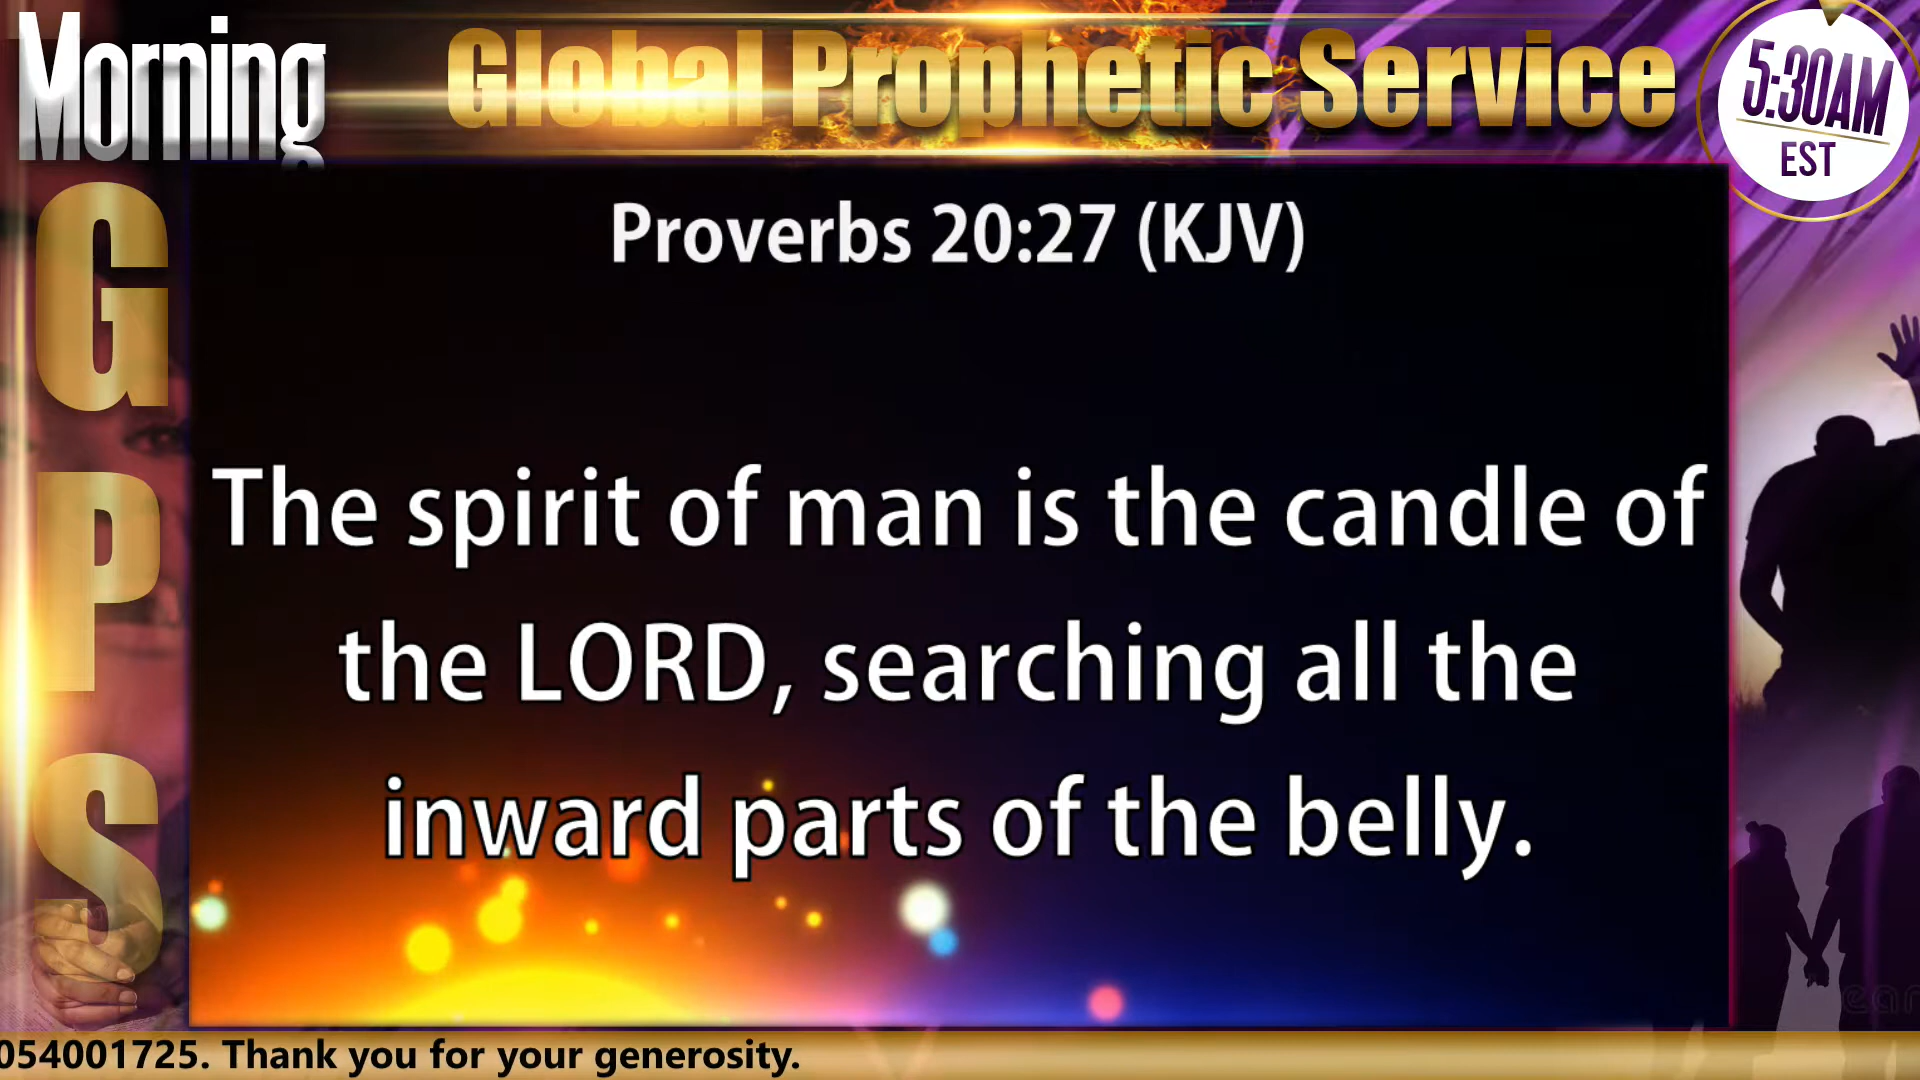 Morning
Global Prophetic Service
5:30AM
EST
G
P
S
Proverbs 20:27 (KJV)
The spirit of man is the candle of
the LORD, searching all the
inward parts of the belly.
054001725. Thank you for your generosity.